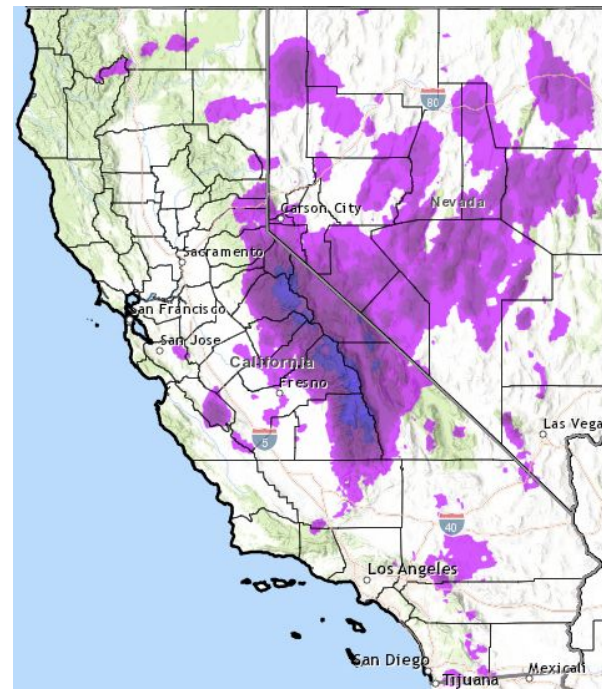 80
Nevada
Carson City
Sacramento
San Francisco
San Jose
California
Fresno
5
Las Vega
40
Los Angeles
San Diego
Tijuana
Mexicali